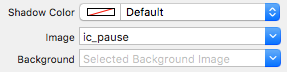 Shadow Color Default
Image ic_pause
Background Selected Background Image